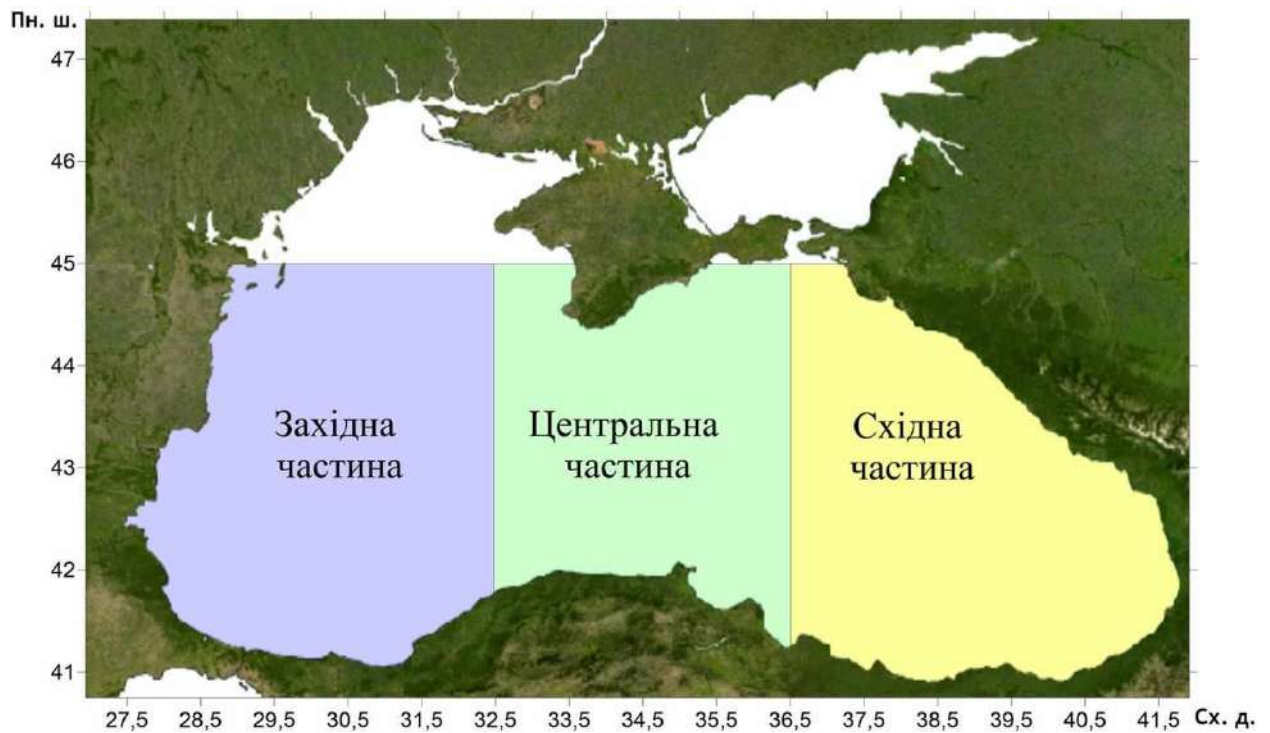 Пн. ш.
47
46
45
44
43
42
41
Західна
частина
Центральна
частина
Східна
частина
27,5 28,5 29,5 30,5 31,5 32,5 33,5 34,5 35,5 36,5 37,5 38,5 39,5 40,5 41,5 Сх. д.